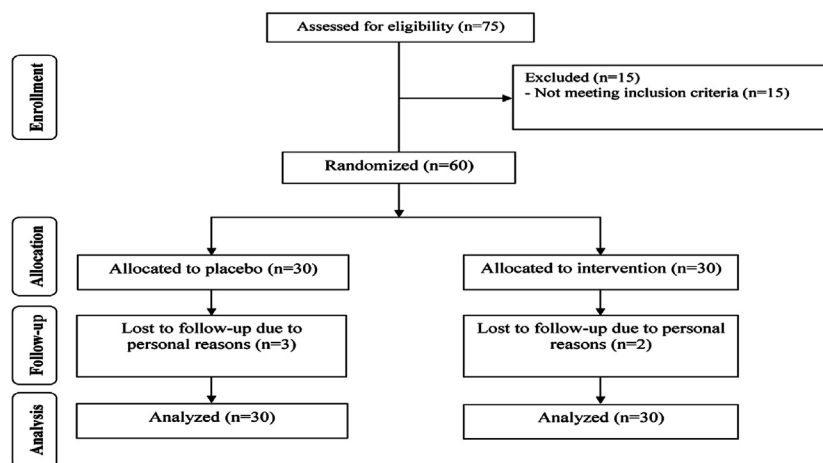 Assessed for eligibility (n=75)
Enrollment
Excluded (n=15)
- Not meeting inclusion criteria (n=15)
Randomized (n=60)
Allocation
Allocated to placebo (n=30)
Allocated to intervention (n=30)
Follow-up
Lost to follow-up due to
personal reasons (n=3)
Lost to follow-up due to personal
reasons (n=2)
Analysis
Analyzed (n=30)
Analyzed (n=30)